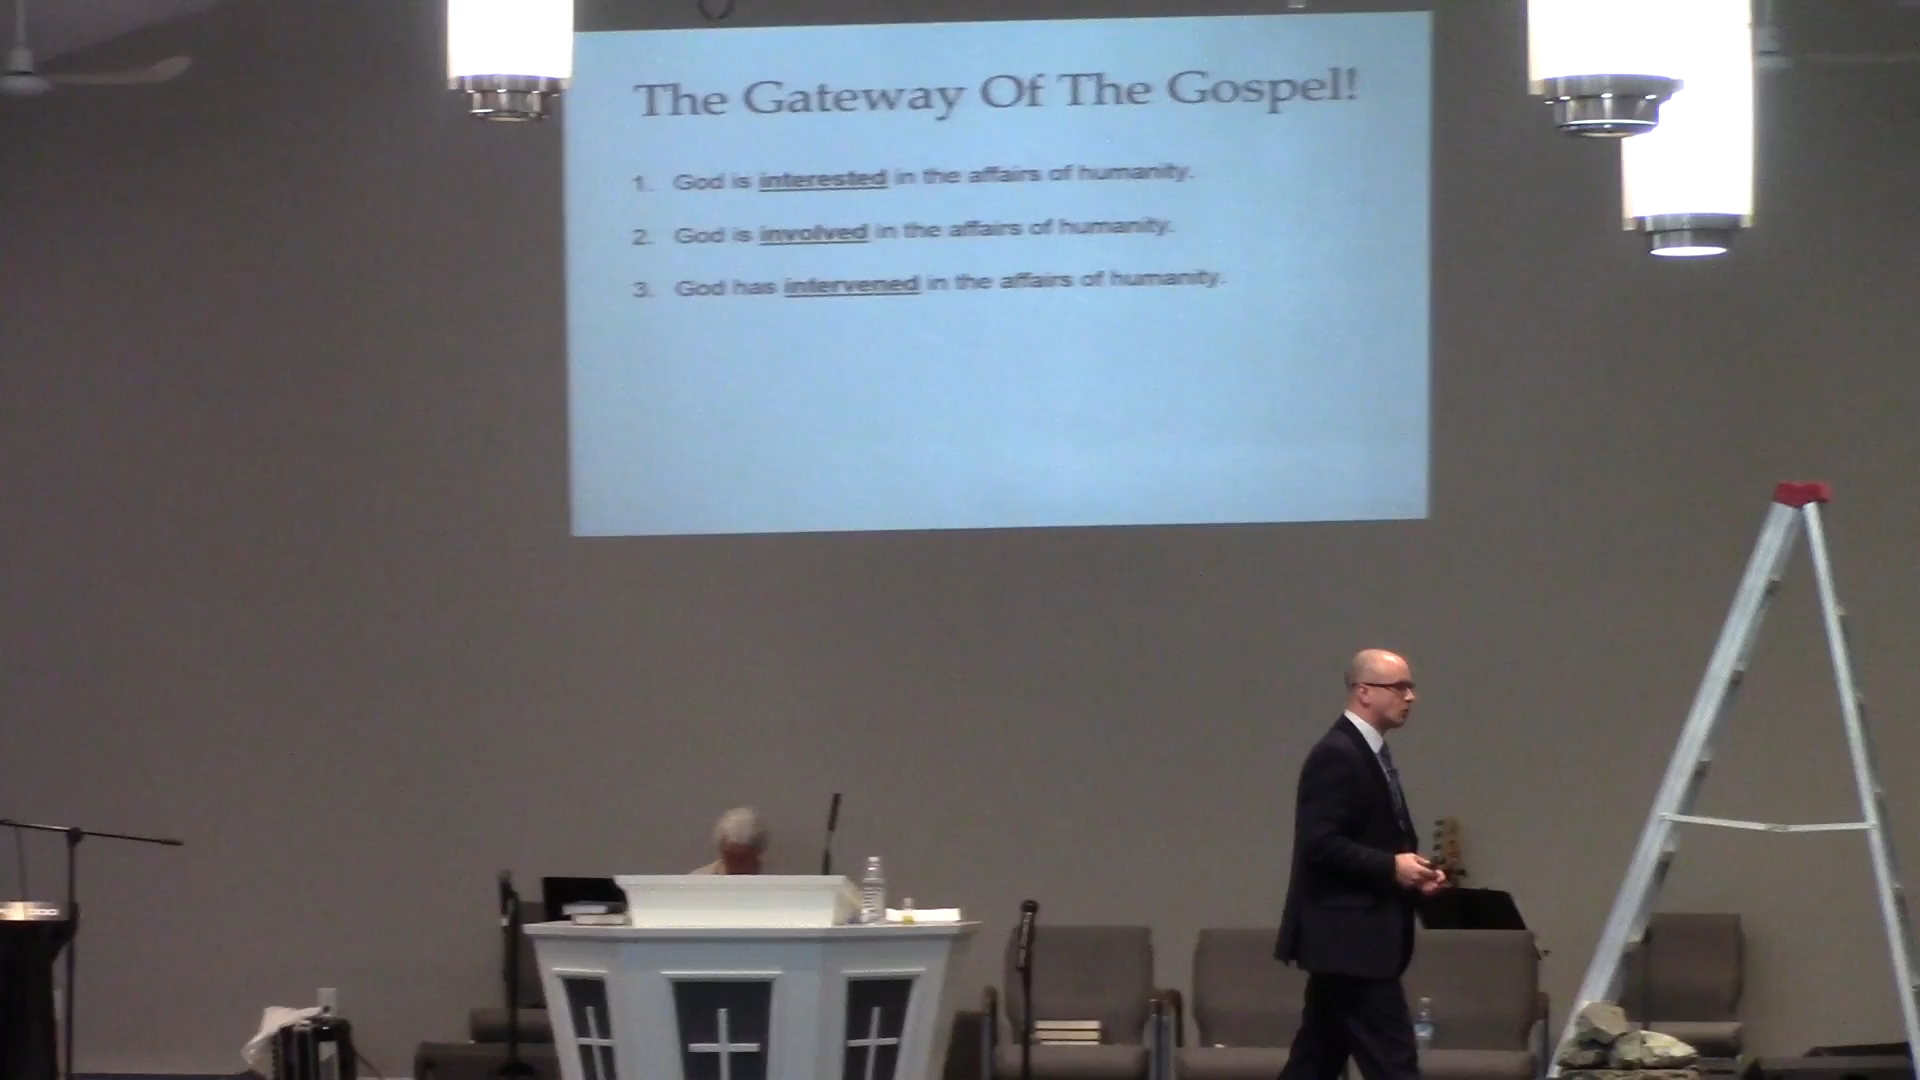 The Gateway Of The Gospel!
1. God is interested in the affairs of humanity.
2. God is involved in the affairs of humanity.
3. God has intervened in the affairs of humanity.